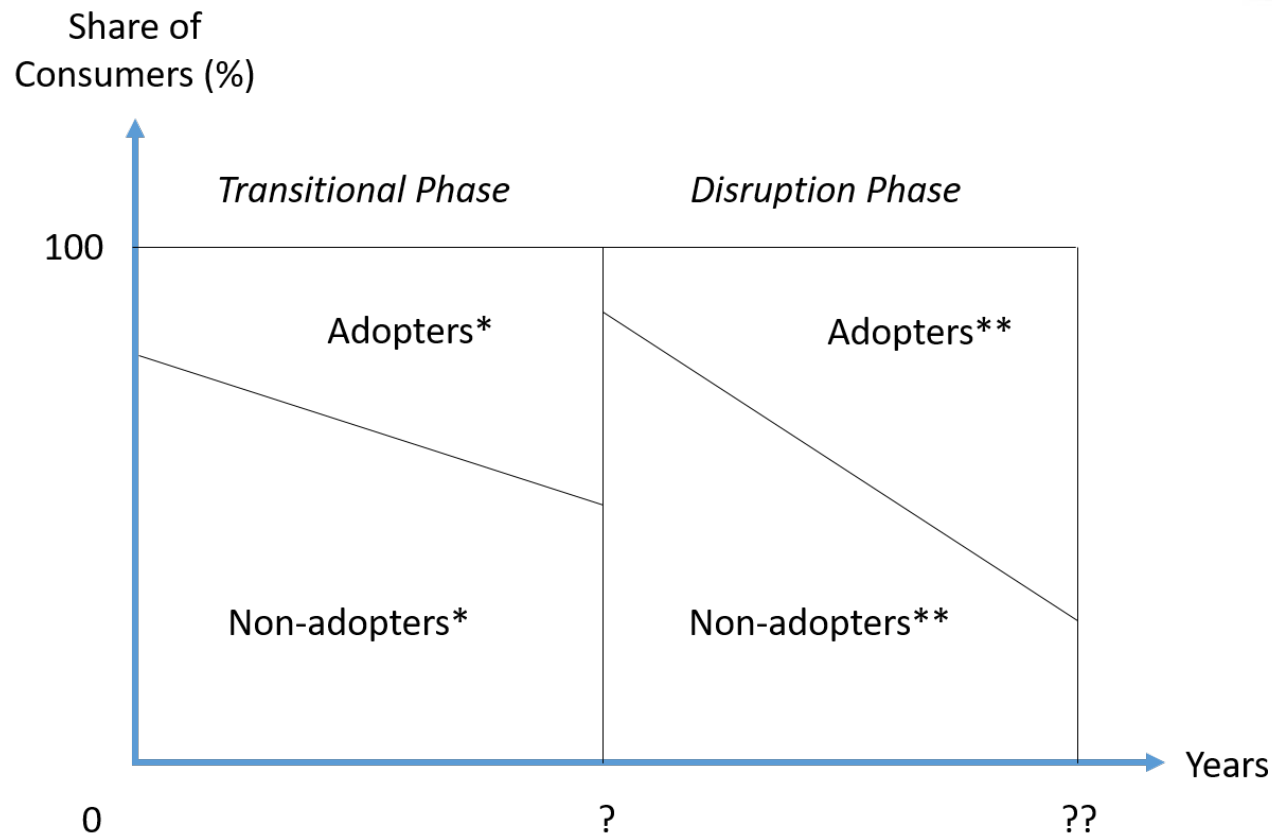 Share of
Consumers (%)
Transitional Phase
Disruption Phase
100
Adopters*
Adopters**
Non-adopters*
Non-adopters**
Years
0
?
??